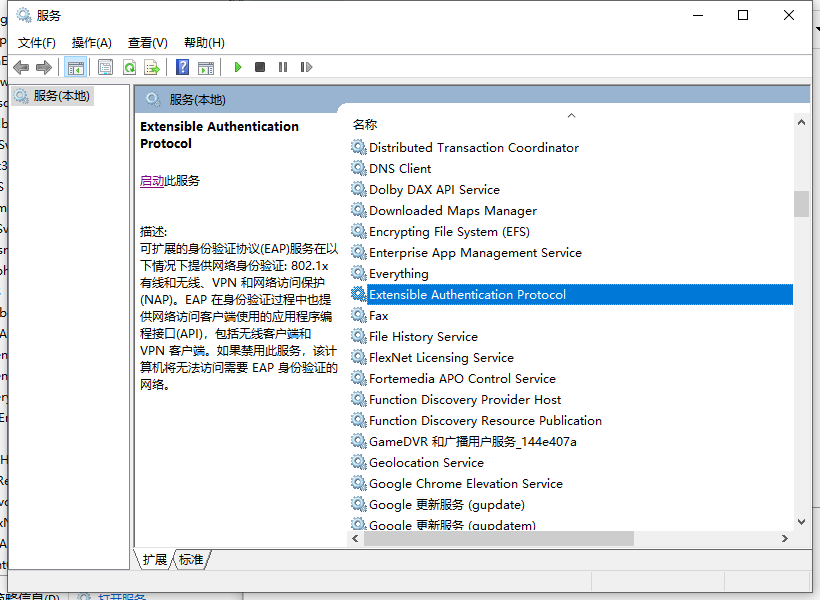 服务
文件(F) 操作(A) 查看(V) 帮助(H)
服务(本地)
服务(本地)
Extensible Authentication
Protocol
启动此服务
描述:
可扩展的身份验证协议(EAP)服务在以
下情况下提供网络身份验证: 802.1x
有线和无线、VPN 和网络访问保护
(NAP)。EAP 在身份验证过程中也提
供网络访问客户端使用的应用程序编
程接口(API)，包括无线客户端和
VPN 客户端。如果禁用此服务，该计
算机将无法访问需要 EAP 身份验证的
网络。
名称
Distributed Transaction Coordinator
DNS Client
Dolby DAX API Service
Downloaded Maps Manager
Encrypting File System (EFS)
Enterprise App Management Service
Everything
Extensible Authentication Protocol
Fax
File History Service
FlexNet Licensing Service
Fortemedia APO Control Service
Function Discovery Provider Host
Function Discovery Resource Publication
GameDVR 和广播用户服务_144e407a
Geolocation Service
Google Chrome Elevation Service
Google 更新服务 (gupdate)
Google 更新服务 (gupdatem)
扩展 标准
略信息(D) 打开服务